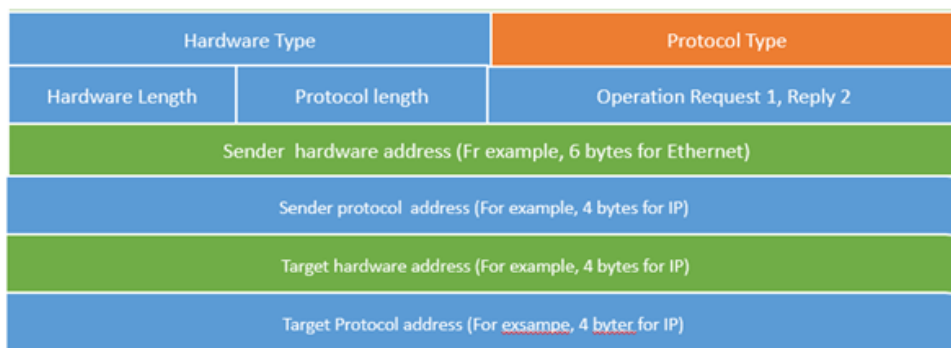 Hardware Type
Protocol Type
Hardware Length
Protocol length
Operation Request 1, Reply 2
Sender hardware address (Fr example, 6 bytes for Ethernet)
Sender protocol address (For example, 4 bytes for IP)
Target hardware address (For example, 4 bytes for IP)
Target Protocol address (For exsampe, 4 byter for IP)